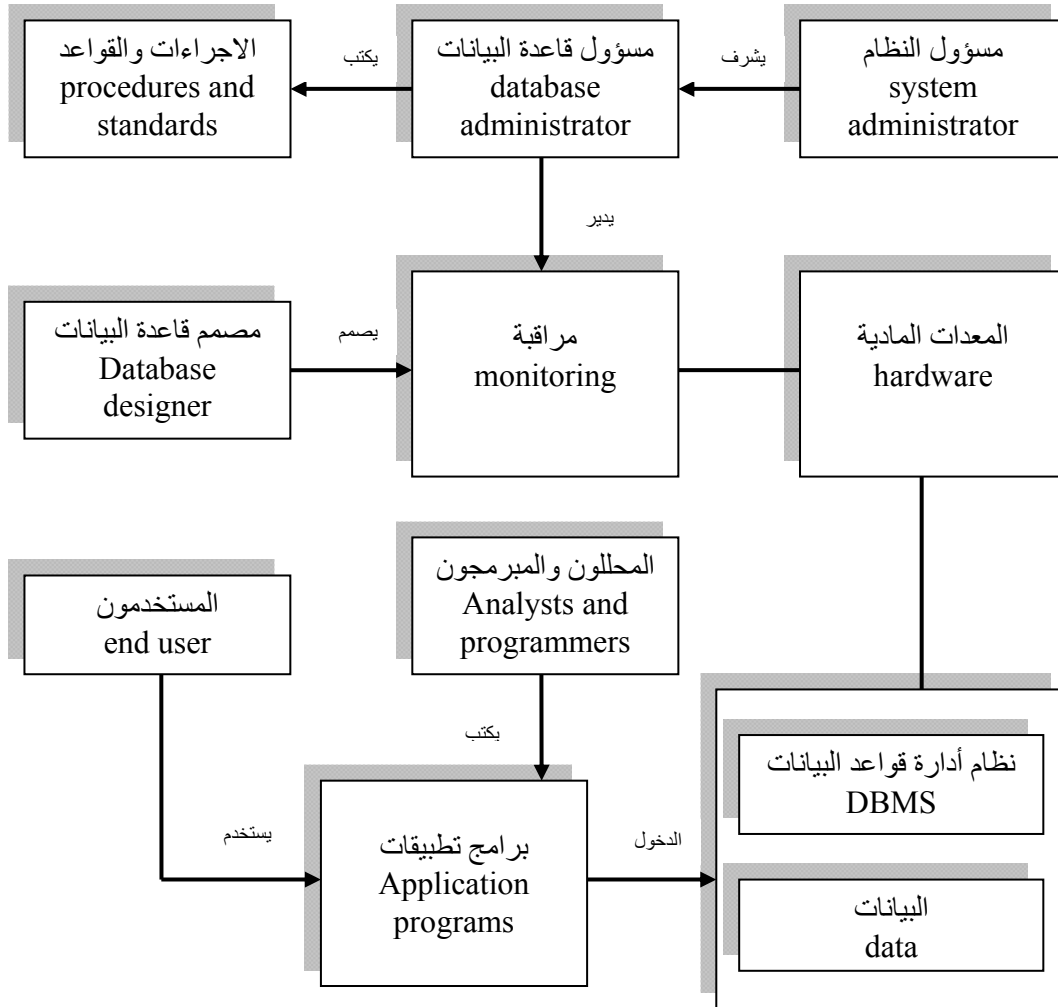 مسؤول النظام
system
administrator
يشرف
مسؤول قاعدة البيانات
database
administrator
يكتب
الاجراءات والقواعد
procedures and
standards
يدير
المعدات المادية
hardware
مراقبة
monitoring
يصمم
مصمم قاعدة البيانات
Database
designer
المحللون والمبرمجون
Analysts and
programmers
المستخدمون
end user
يكتب
يستخدم
برامج تطبيقات
Application
programs
الدخول
نظام أدارة قواعد البيانات
DBMS
البيانات
data